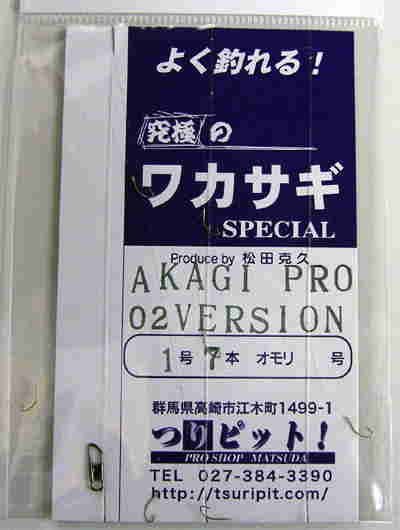 よく釣れる!
究極の
ワカサギ
SPECIAL
Produce by 松田克久
AKAGI PRO
02VERSION
1号 7本 オモリ 号
群馬県高崎市江木町1499-1
つりピット!
PRO SHOP MATSUDA
TEL 027-384-3390
http://tsuripit.com/